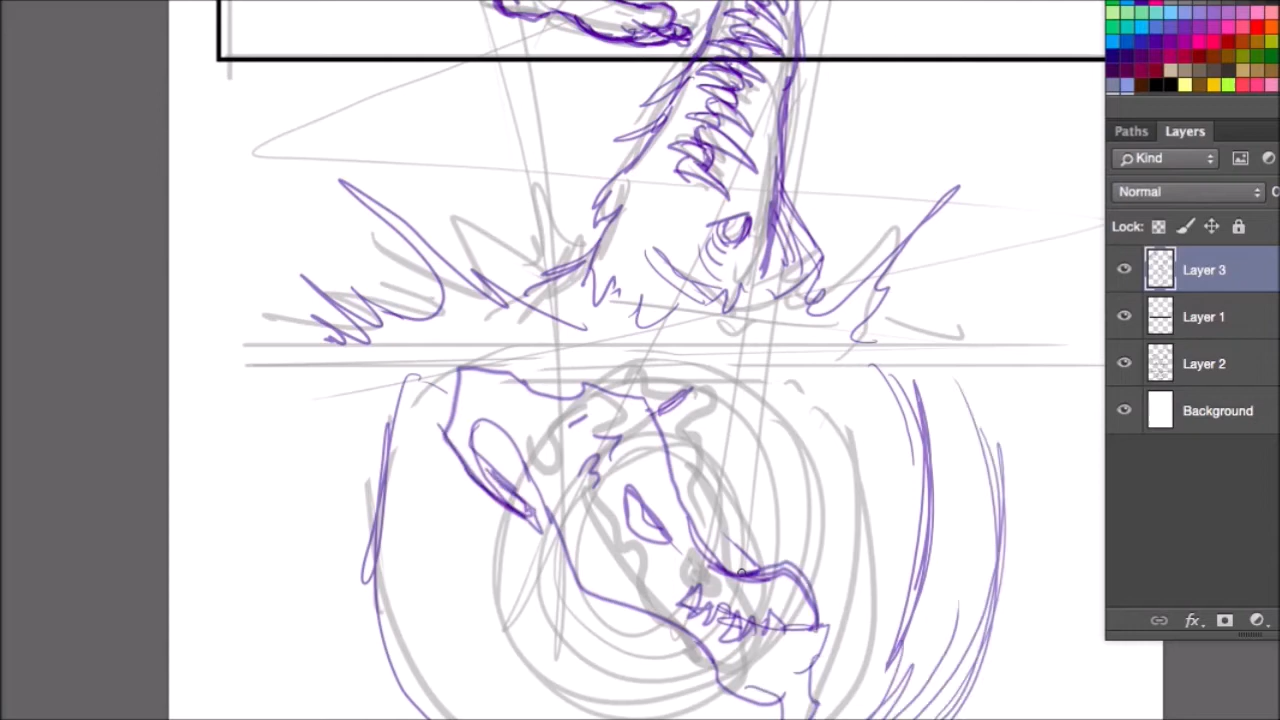 Paths Layers
Kind
Normal
Lock:
Layer 3
Layer 1
Layer 2
Background
fx